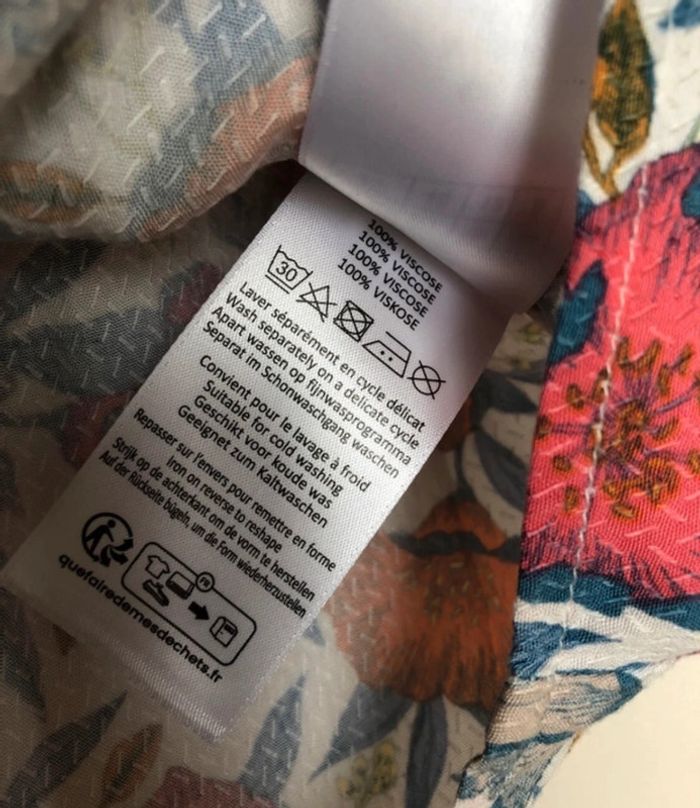 100% VISCOSE
100% VISCOSE
100% VISCOSE
100% VISKOSE
30
Laver séparément en cycle délicat
Wash separately on a delicate cycle
Apart wassen op fijnwasprogramma
Separat im Schonwaschgang waschen
Convient pour le lavage à froid
Suitable for cold washing
Geschikt voor koude was
Geeignet zum Kaltwaschen
Repasser sur l'envers pour remettre en forme
Iron on reverse to reshape
Strijk op de achterkant om de vorm te herstellen
Auf der Rückseite bügeln, um die Form wiederherzustellen
FR
quefairedemesdechets.fr